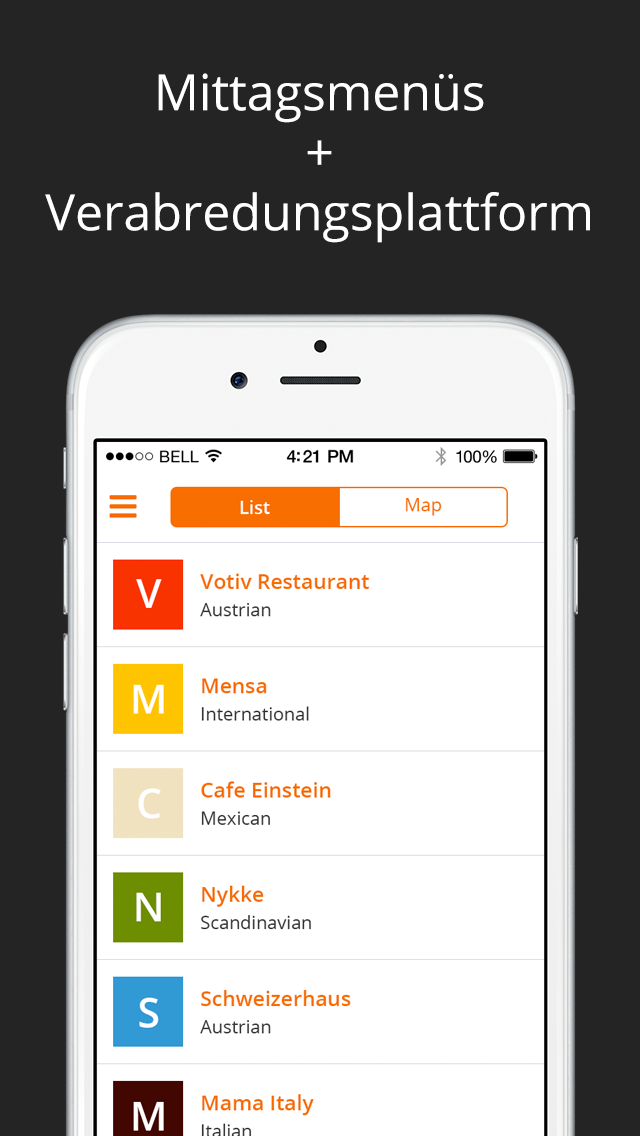 Mittagsmenüs
+
Verabredungsplattform
BELL 4:21 PM 100%
List Map
V Votiv Restaurant
Austrian
M Mensa
International
C Cafe Einstein
Mexican
N Nykke
Scandinavian
S Schweizerhaus
Austrian
M Mama Italy
Italian